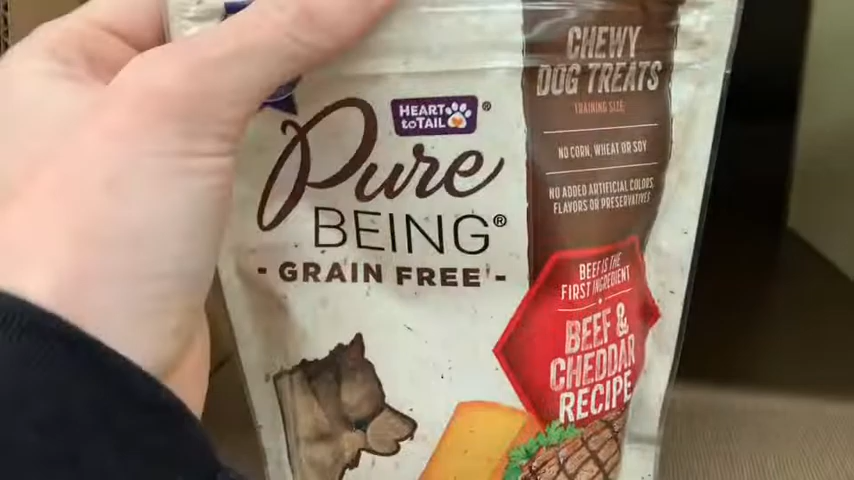 HEART
to TAIL®
Pure
BEING®
- GRAIN FREE -
CHEWY
DOG TREATS
TRAINING SIZE
NO CORN, WHEAT OR SOY
NO ADDED ARTIFICIAL COLORS,
FLAVORS OR PRESERVATIVES
BEEF IS THE
FIRST INGREDIENT
BEEF &
CHEDDAR
RECIPE